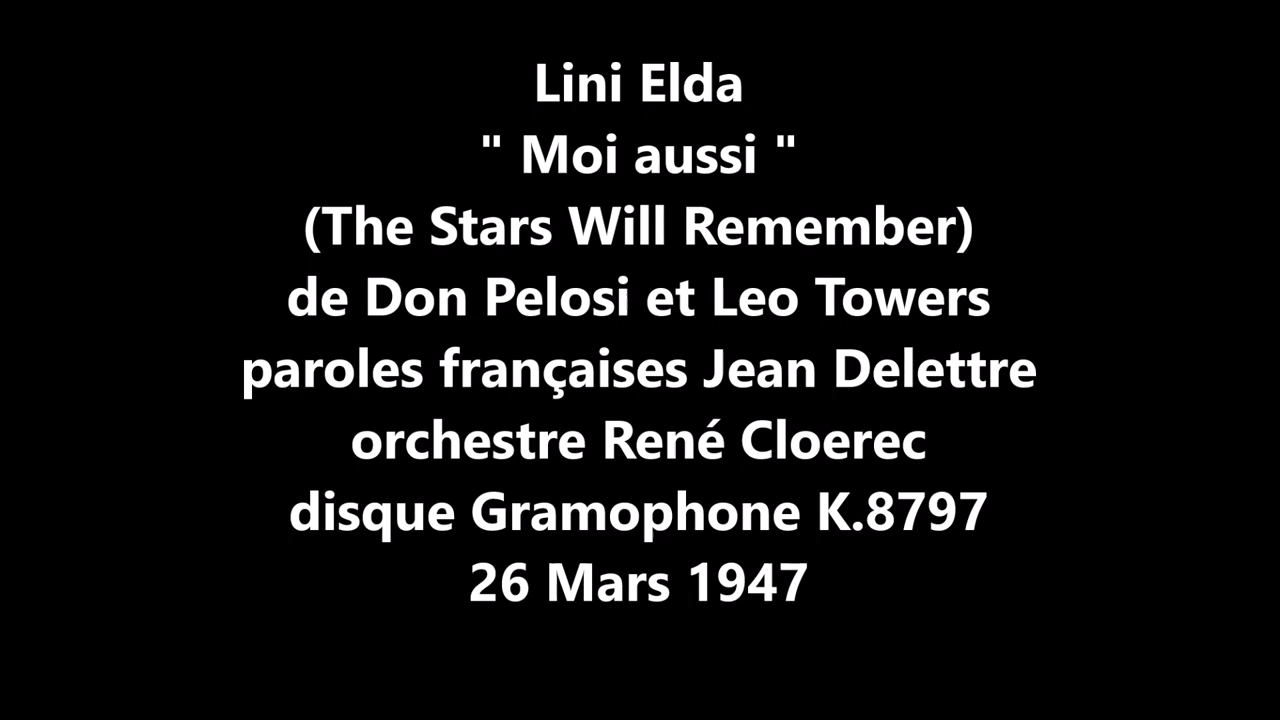 Lini Elda
" Moi aussi "
(The Stars Will Remember)
de Don Pelosi et Leo Towers
paroles françaises Jean Delettre
orchestre René Cloerec
disque Gramophone K.8797
26 Mars 1947